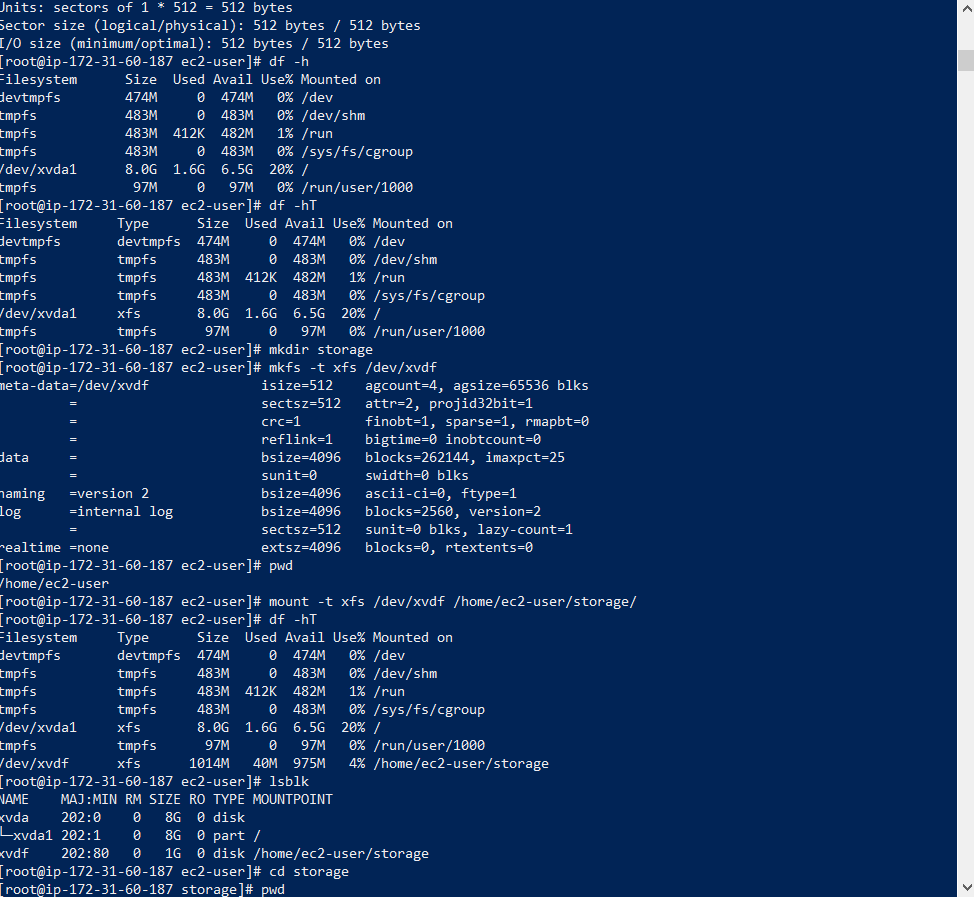 Units: sectors of 1 * 512 = 512 bytes
Sector size (logical/physical): 512 bytes / 512 bytes
I/O size (minimum/optimal): 512 bytes / 512 bytes
[root@ip-172-31-60-187 ec2-user]# df -h
Filesystem      Size  Used Avail Use% Mounted on
devtmpfs        474M     0  474M   0% /dev
tmpfs           483M     0  483M   0% /dev/shm
tmpfs           483M  412K  482M   1% /run
tmpfs           483M     0  483M   0% /sys/fs/cgroup
/dev/xvda1      8.0G  1.6G  6.5G  20% /
tmpfs            97M     0   97M   0% /run/user/1000
[root@ip-172-31-60-187 ec2-user]# df -hT
Filesystem     Type      Size  Used Avail Use% Mounted on
devtmpfs       devtmpfs  474M     0  474M   0% /dev
tmpfs          tmpfs     483M     0  483M   0% /dev/shm
tmpfs          tmpfs     483M  412K  482M   1% /run
tmpfs          tmpfs     483M     0  483M   0% /sys/fs/cgroup
/dev/xvda1     xfs       8.0G  1.6G  6.5G  20% /
tmpfs          tmpfs      97M     0   97M   0% /run/user/1000
[root@ip-172-31-60-187 ec2-user]# mkdir storage
[root@ip-172-31-60-187 ec2-user]# mkfs -t xfs /dev/xvdf
meta-data=/dev/xvdf              isize=512    agcount=4, agsize=65536 blks
         =                       sectsz=512   attr=2, projid32bit=1
         =                       crc=1        finobt=1, sparse=1, rmapbt=0
         =                       reflink=1    bigtime=0 inobtcount=0
data     =                       bsize=4096   blocks=262144, imaxpct=25
         =                       sunit=0      swidth=0 blks
naming   =version 2              bsize=4096   ascii-ci=0, ftype=1
log      =internal log           bsize=4096   blocks=2560, version=2
         =                       sectsz=512   sunit=0 blks, lazy-count=1
realtime =none                   extsz=4096   blocks=0, rtextents=0
[root@ip-172-31-60-187 ec2-user]# pwd
/home/ec2-user
[root@ip-172-31-60-187 ec2-user]# mount -t xfs /dev/xvdf /home/ec2-user/storage/
[root@ip-172-31-60-187 ec2-user]# df -hT
Filesystem     Type      Size  Used Avail Use% Mounted on
devtmpfs       devtmpfs  474M     0  474M   0% /dev
tmpfs          tmpfs     483M     0  483M   0% /dev/shm
tmpfs          tmpfs     483M  412K  482M   1% /run
tmpfs          tmpfs     483M     0  483M   0% /sys/fs/cgroup
/dev/xvda1     xfs       8.0G  1.6G  6.5G  20% /
tmpfs          tmpfs      97M     0   97M   0% /run/user/1000
/dev/xvdf      xfs      1014M   40M  975M   4% /home/ec2-user/storage
[root@ip-172-31-60-187 ec2-user]# lsblk
NAME    MAJ:MIN RM SIZE RO TYPE MOUNTPOINT
xvda    202:0    0   8G  0 disk
└─xvda1 202:1    0   8G  0 part /
xvdf    202:80   0   1G  0 disk /home/ec2-user/storage
[root@ip-172-31-60-187 ec2-user]# cd storage
[root@ip-172-31-60-187 storage]# pwd